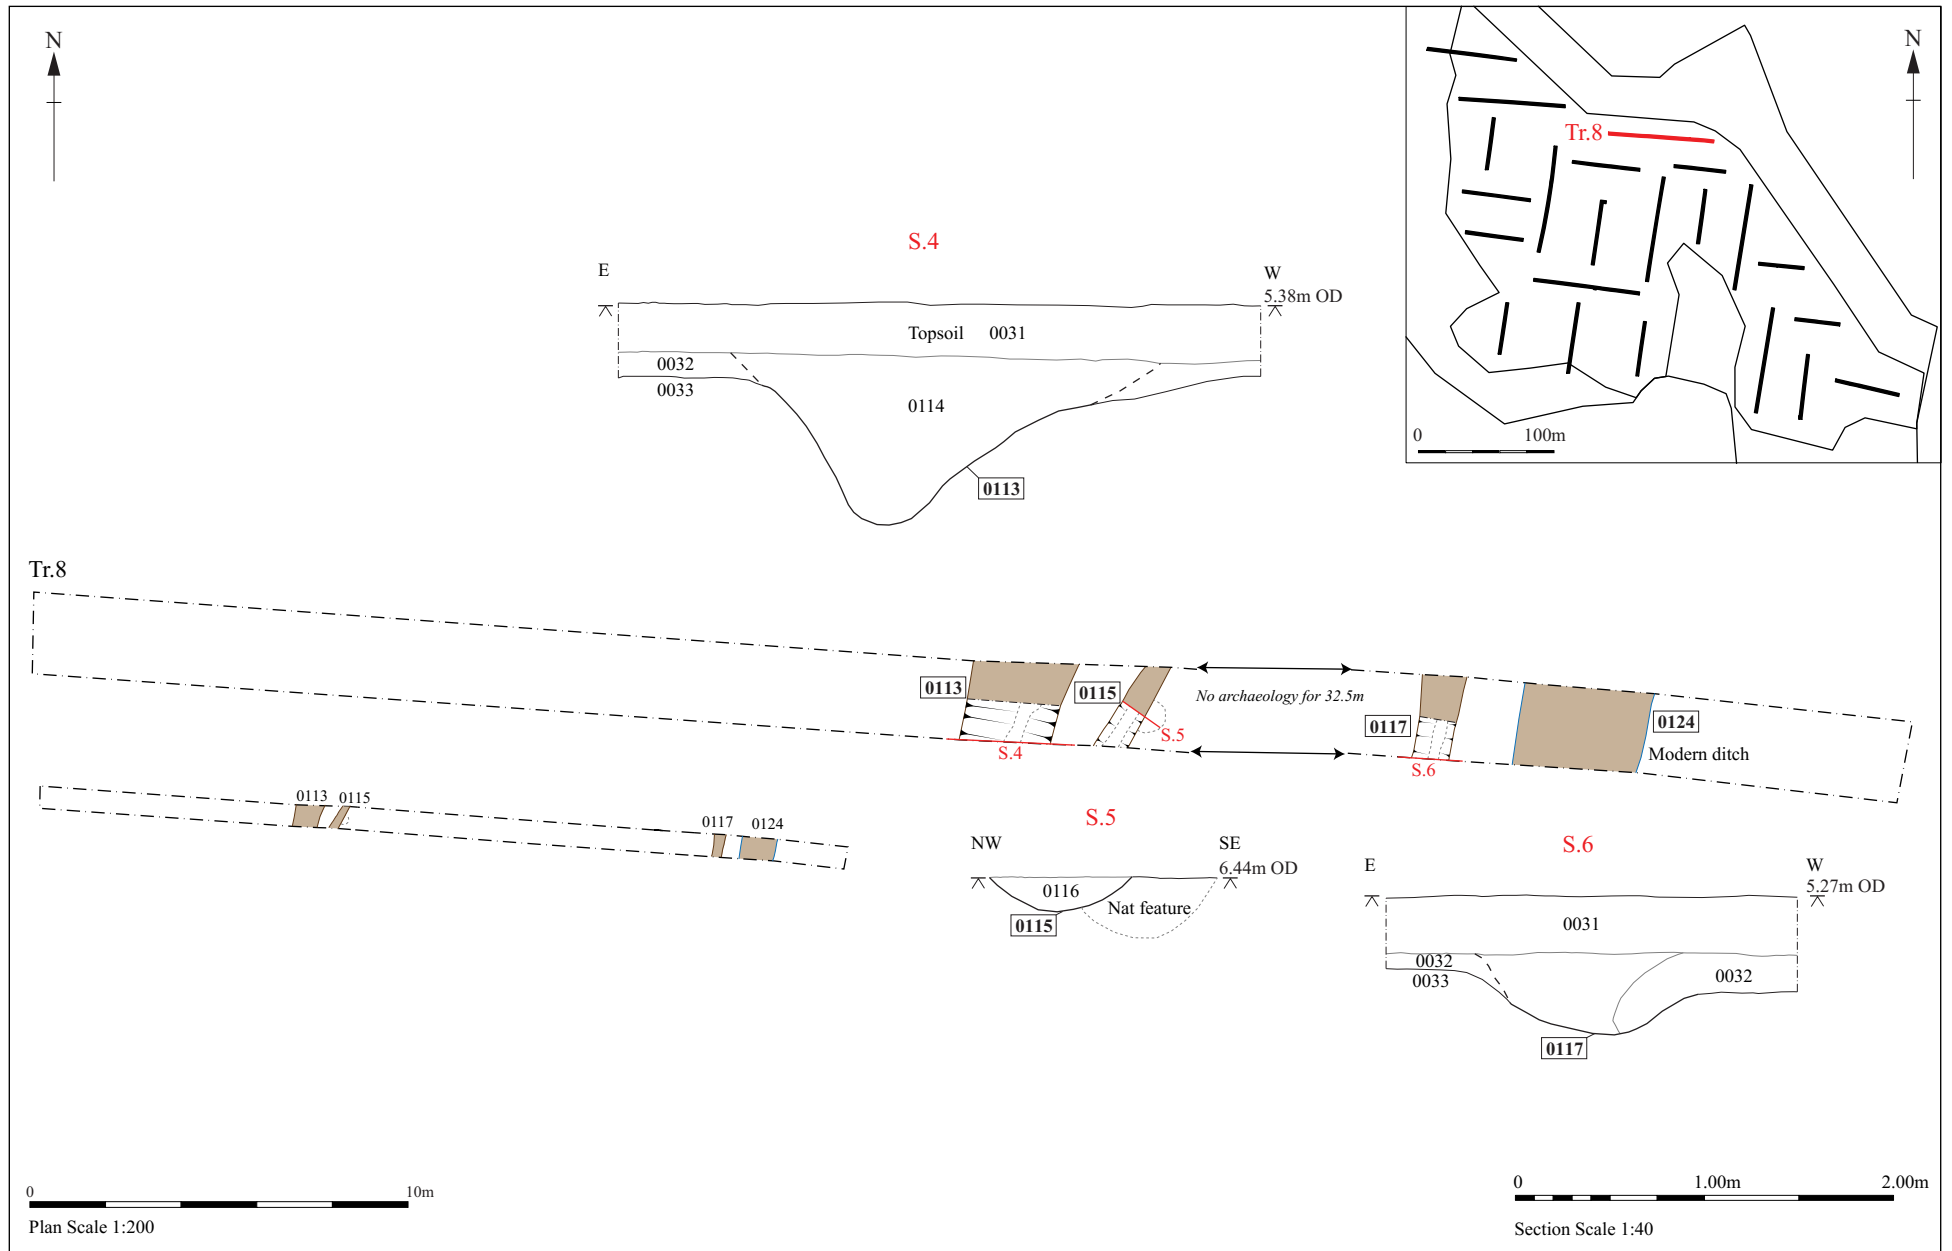 N
N
Tr.8
0
100m
S.4
E
W
5.38m OD
Topsoil 0031
0032
0033
0114
0113
Tr.8
0113
0115
No archaeology for 32.5m
0117
0124
Modern ditch
S.4
S.5
S.6
0113
0115
0117
0124
S.5
NW
SE
6.44m OD
0116
Nat feature
0115
S.6
E
W
5.27m OD
0031
0032
0033
0032
0117
0
10m
Plan Scale 1:200
0
1.00m
2.00m
Section Scale 1:40